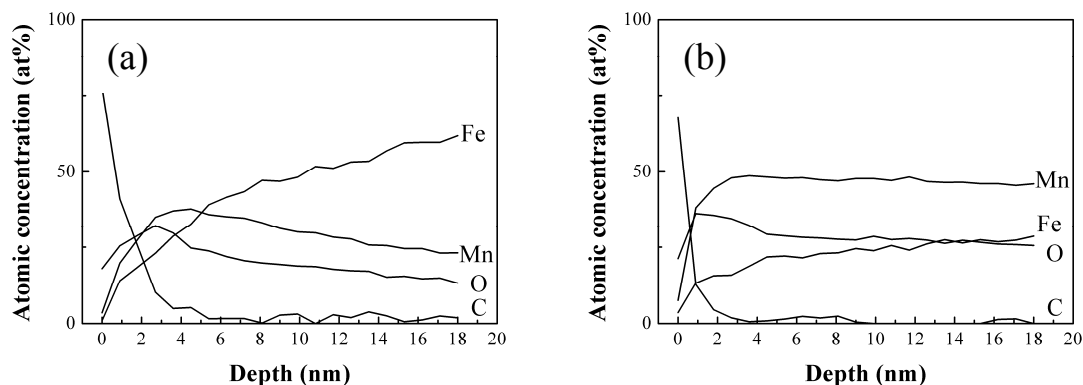 100
50
0
Atomic concentration (at%)
(a)
Fe
Mn
O
C
0 2 4 6 8 10 12 14 16 18 20
Depth (nm)
100
50
0
Atomic concentration (at%)
(b)
Mn
Fe
O
C
0 2 4 6 8 10 12 14 16 18 20
Depth (nm)